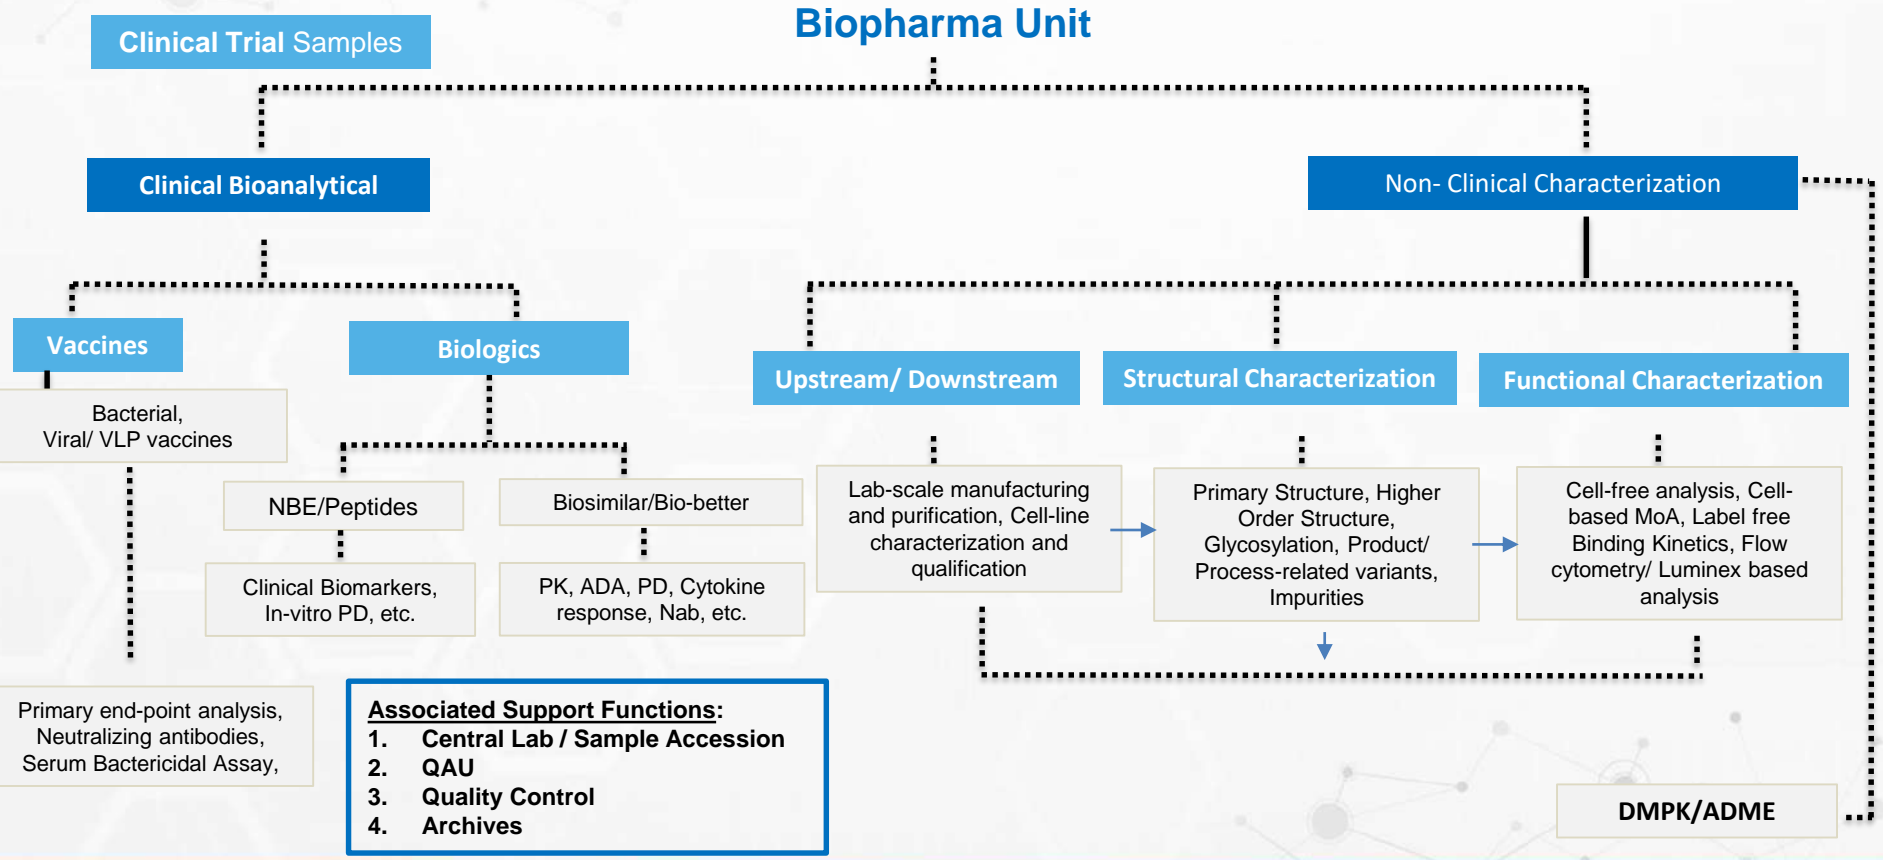 Biopharma Unit
Clinical Trial Samples
Clinical Bioanalytical
Non- Clinical Characterization
Vaccines
Biologics
Upstream/ Downstream
Structural Characterization
Functional Characterization
Bacterial,
Viral/ VLP vaccines
NBE/Peptides
Biosimilar/Bio-better
Clinical Biomarkers,
In-vitro PD, etc.
PK, ADA, PD, Cytokine
response, Nab, etc.
Lab-scale manufacturing
and purification, Cell-line
characterization and
qualification
Primary Structure, Higher
Order Structure,
Glycosylation, Product/
Process-related variants,
Impurities
Cell-free analysis, Cell-
based MoA, Label free
Binding Kinetics, Flow
cytometry/ Luminex based
analysis
Primary end-point analysis,
Neutralizing antibodies,
Serum Bactericidal Assay,
Associated Support Functions:
1. Central Lab / Sample Accession
2. QAU
3. Quality Control
4. Archives
DMPK/ADME